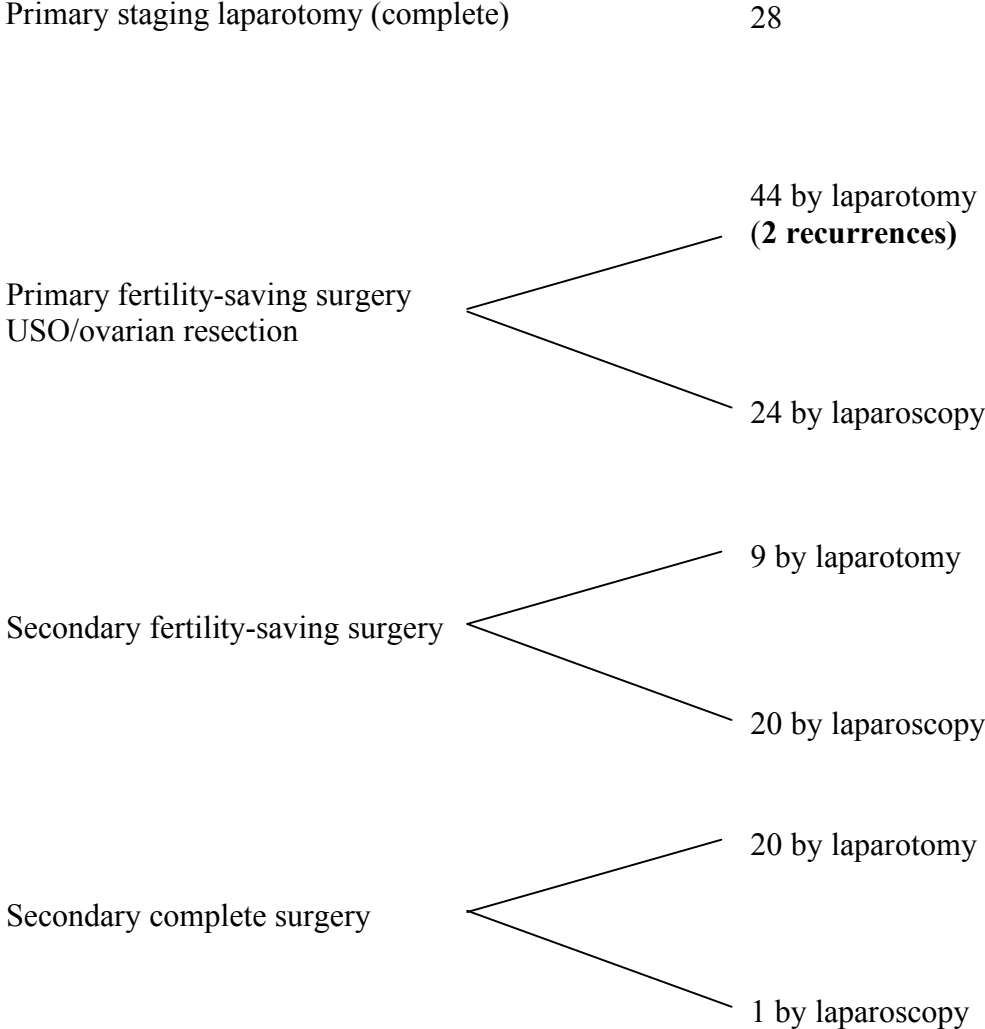 Primary staging laparotomy (complete) 28
44 by laparotomy
(2 recurrences)
Primary fertility-saving surgery
USO/ovarian resection
24 by laparoscopy
9 by laparotomy
Secondary fertility-saving surgery
20 by laparoscopy
20 by laparotomy
Secondary complete surgery
1 by laparoscopy